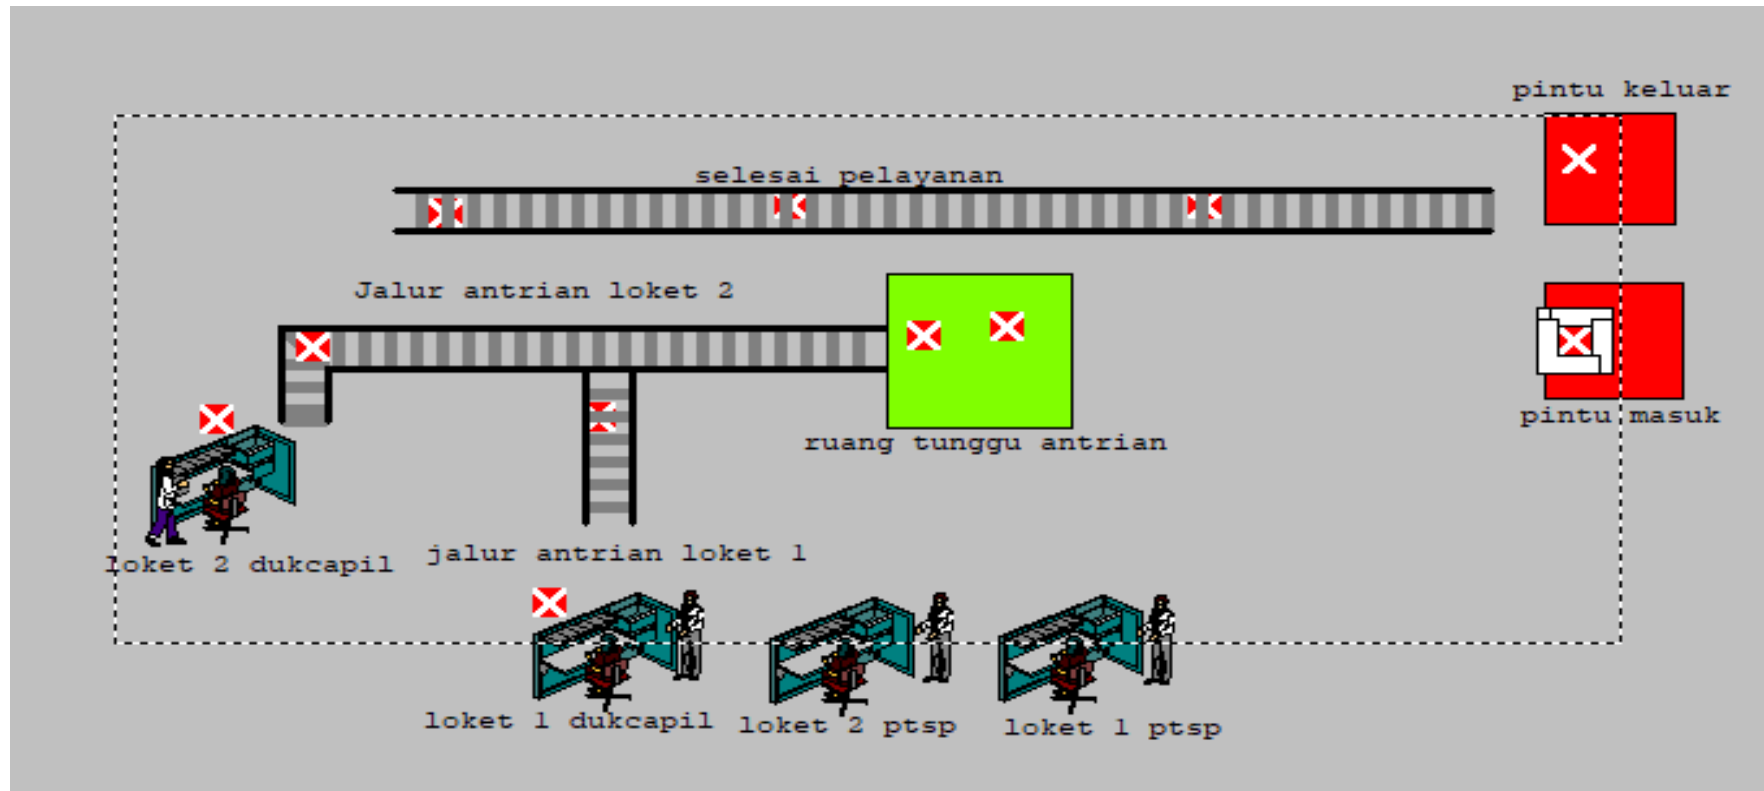 pintu keluar
selesai pelayanan
Jalur antrian loket 2
pintu masuk
ruang tunggu antrian
loket 2 dukcapil
jalur antrian loket 1
loket 1 dukcapil
loket 2 ptsp
loket 1 ptsp